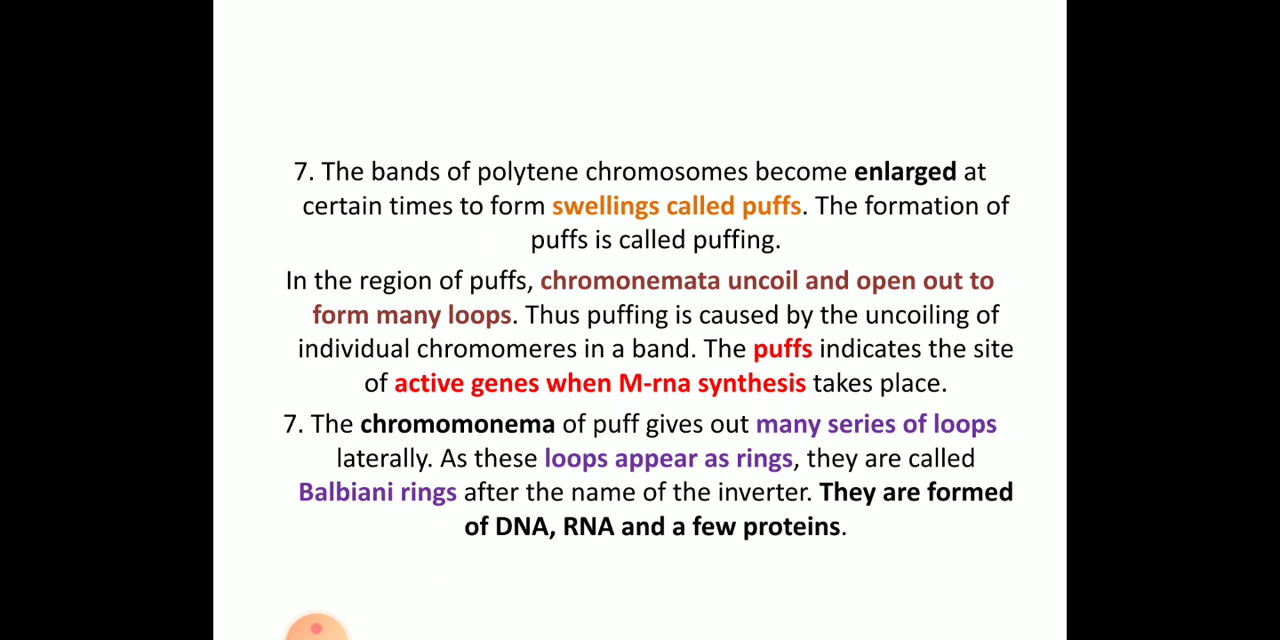 7. The bands of polytene chromosomes become enlarged at
certain times to form swellings called puffs. The formation of
puffs is called puffing.
In the region of puffs, chromonemata uncoil and open out to
form many loops. Thus puffing is caused by the uncoiling of
individual chromomeres in a band. The puffs indicates the site
of active genes when M-rna synthesis takes place.
7. The chromomonema of puff gives out many series of loops
laterally. As these loops appear as rings, they are called
Balbiani rings after the name of the inverter. They are formed
of DNA, RNA and a few proteins.